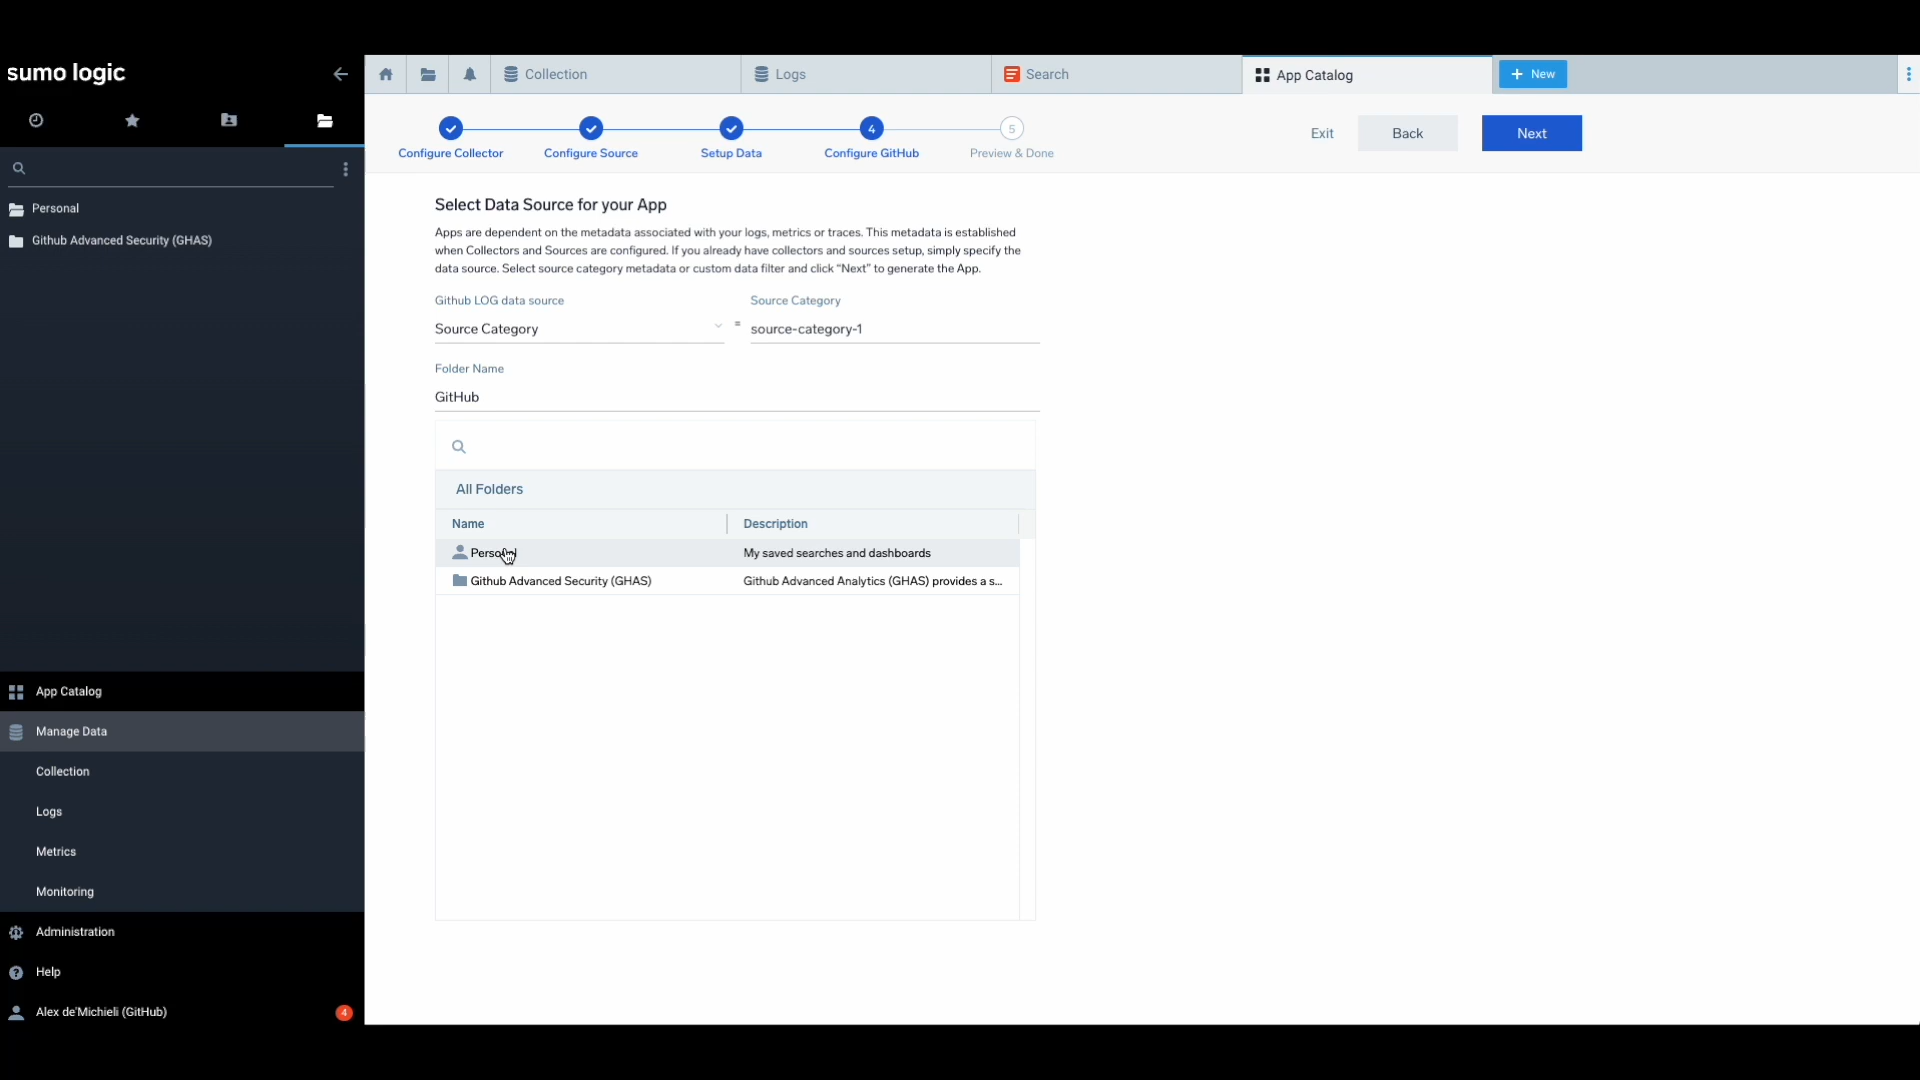 sumo logic
Personal
Github Advanced Security (GHAS)
App Catalog
Manage Data
Collection
Logs
Metrics
Monitoring
Administration
Help
Alex de'Michieli (GitHub)
4
Collection
Logs
Search
App Catalog
+ New
4
5
Configure Collector
Configure Source
Setup Data
Configure GitHub
Preview & Done
Exit
Back
Next
Select Data Source for your App
Apps are dependent on the metadata associated with your logs, metrics or traces. This metadata is established
when Collectors and Sources are configured. If you already have collectors and sources setup, simply specify the
data source. Select source category metadata or custom data filter and click "Next" to generate the App.
Github LOG data source
Source Category
Source Category
=
source-category-1
Folder Name
GitHub
All Folders
Name
Description
Personal
My saved searches and dashboards
Github Advanced Security (GHAS)
Github Advanced Analytics (GHAS) provides a s...